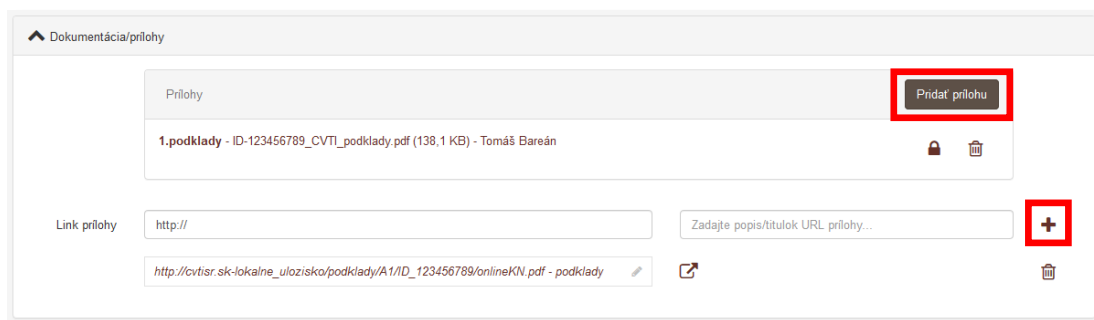 Dokumentácia/prílohy
Prílohy
Pridať prílohu
1.podklady - ID-123456789_CVTI_podklady.pdf (138,1 KB) - Tomáš Bareán
Link prílohy
http://
Zadajte popis/titulok URL prílohy...
http://cvtisr.sk-lokalne_ulozisko/podklady/A1/ID_123456789/onlineKN.pdf - podklady